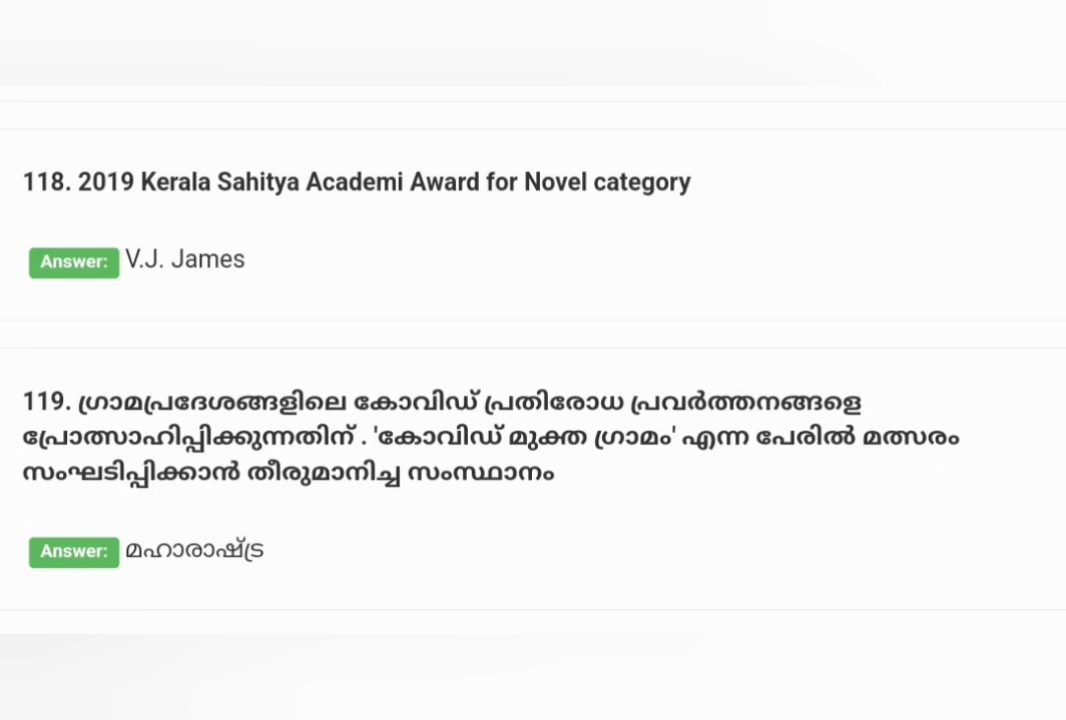 118. 2019 Kerala Sahitya Academi Award for Novel category
Answer: V.J. James
119. ഗ്രാമപ്രദേശങ്ങളിലെ കോവിഡ് പ്രതിരോധ പ്രവർത്തനങ്ങളെ
പ്രോത്സാഹിപ്പിക്കുന്നതിന് . 'കോവിഡ് മുക്ത ഗ്രാമം' എന്ന പേരിൽ മത്സരം
സംഘടിപ്പിക്കാൻ തീരുമാനിച്ച സംസ്ഥാനം
Answer: മഹാരാഷ്ട്ര